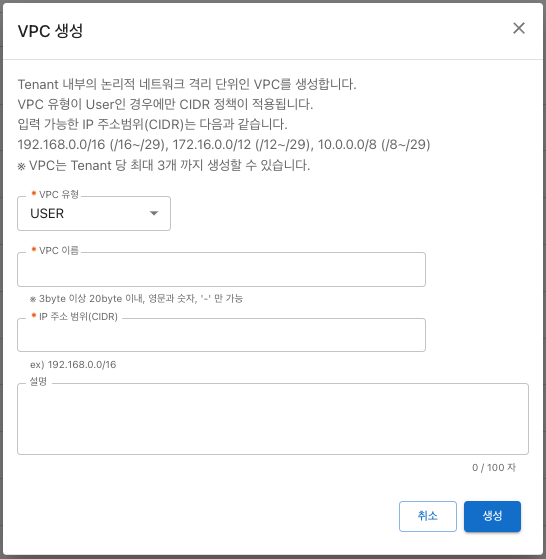 VPC 생성
Tenant 내부의 논리적 네트워크 격리 단위인 VPC를 생성합니다.
VPC 유형이 User인 경우에만 CIDR 정책이 적용됩니다.
입력 가능한 IP 주소범위(CIDR)는 다음과 같습니다.
192.168.0.0/16 (/16~/29), 172.16.0.0/12 (/12~/29), 10.0.0.0/8 (/8~/29)
※ VPC는 Tenant 당 최대 3개 까지 생성할 수 있습니다.
* VPC 유형
USER
* VPC 이름
※ 3byte 이상 20byte 이내, 영문과 숫자, '-' 만 가능
* IP 주소 범위(CIDR)
ex) 192.168.0.0/16
설명
0 / 100 자
취소
생성